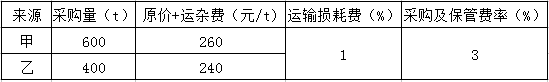 来源 采购量（t） 原价+运杂费（元/t） 运输损耗费（%） 采购及保管费率（%）
甲 600 260 1 3
乙 400 240